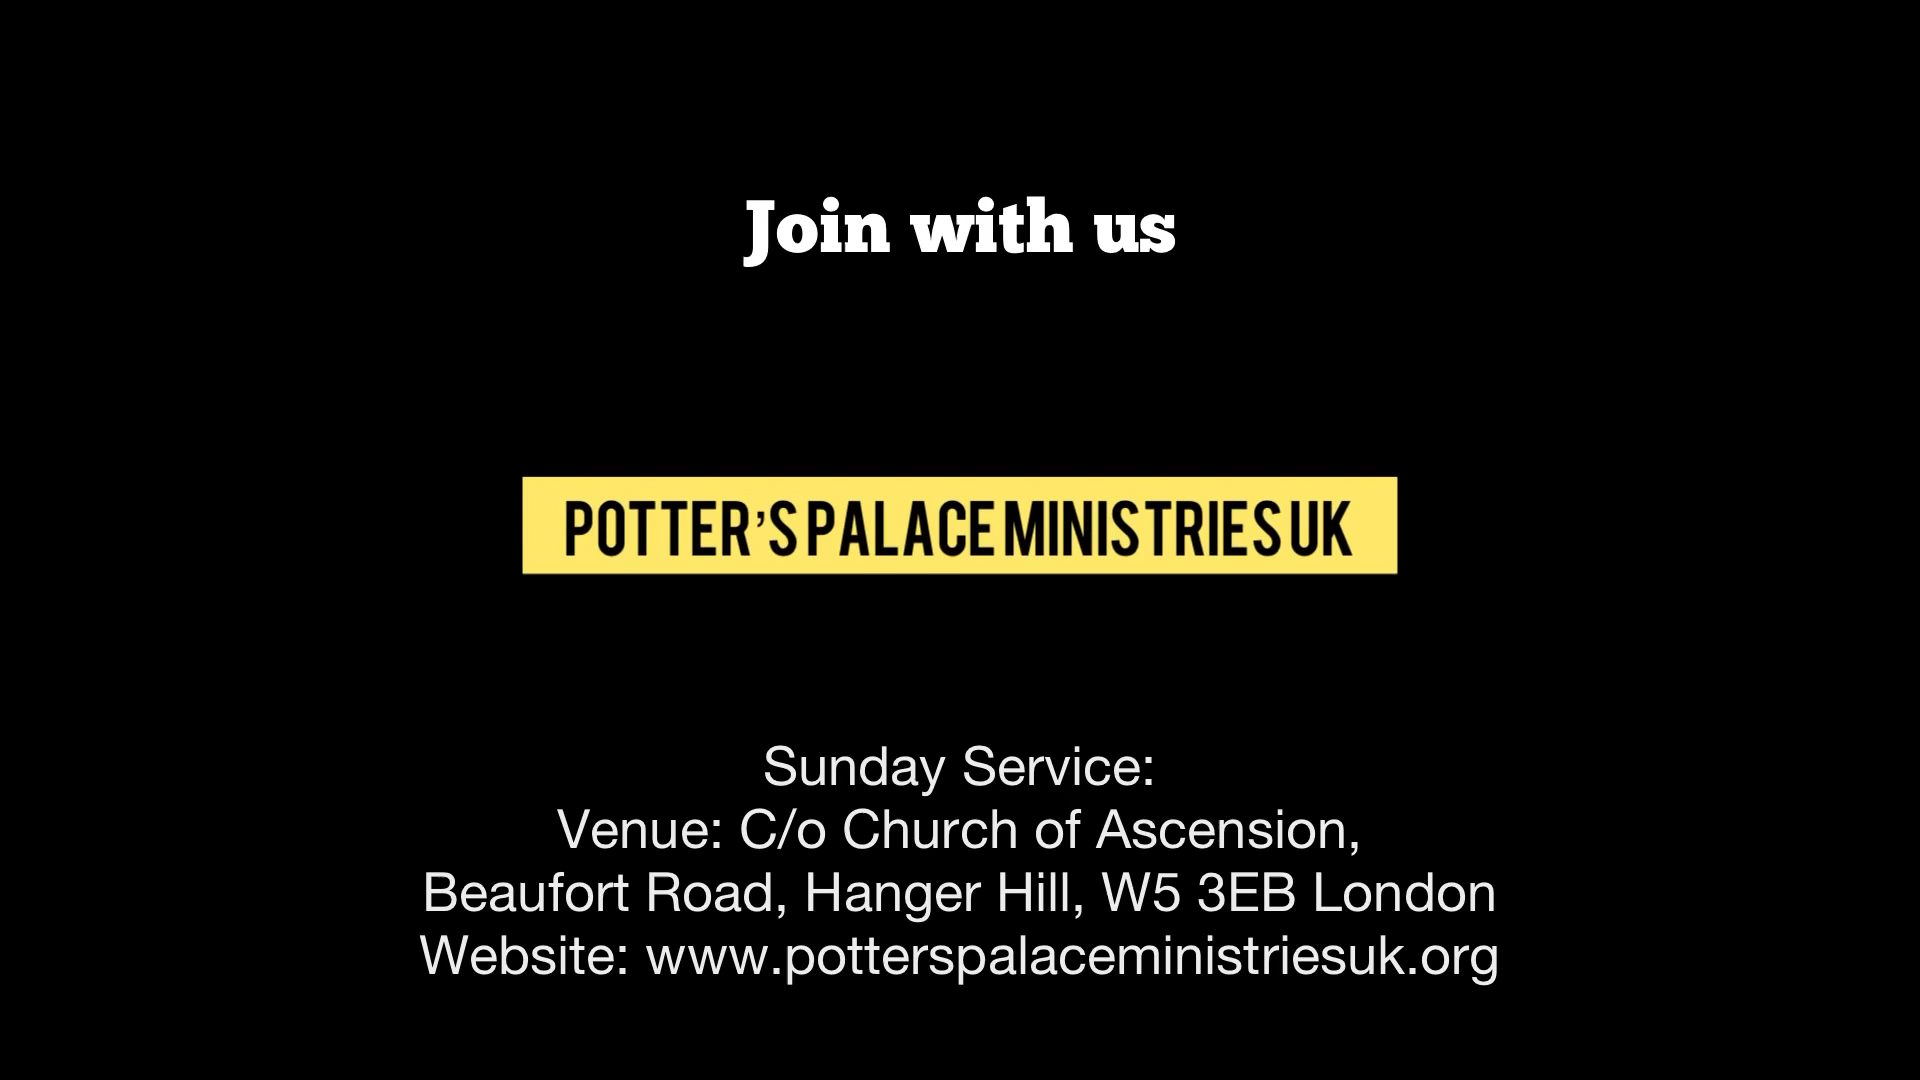 Join with us
POTTER'S PALACE MINISTRIES UK
Sunday Service:
Venue: C/o Church of Ascension,
Beaufort Road, Hanger Hill, W5 3EB London
Website: www.potterspalaceministriesuk.org